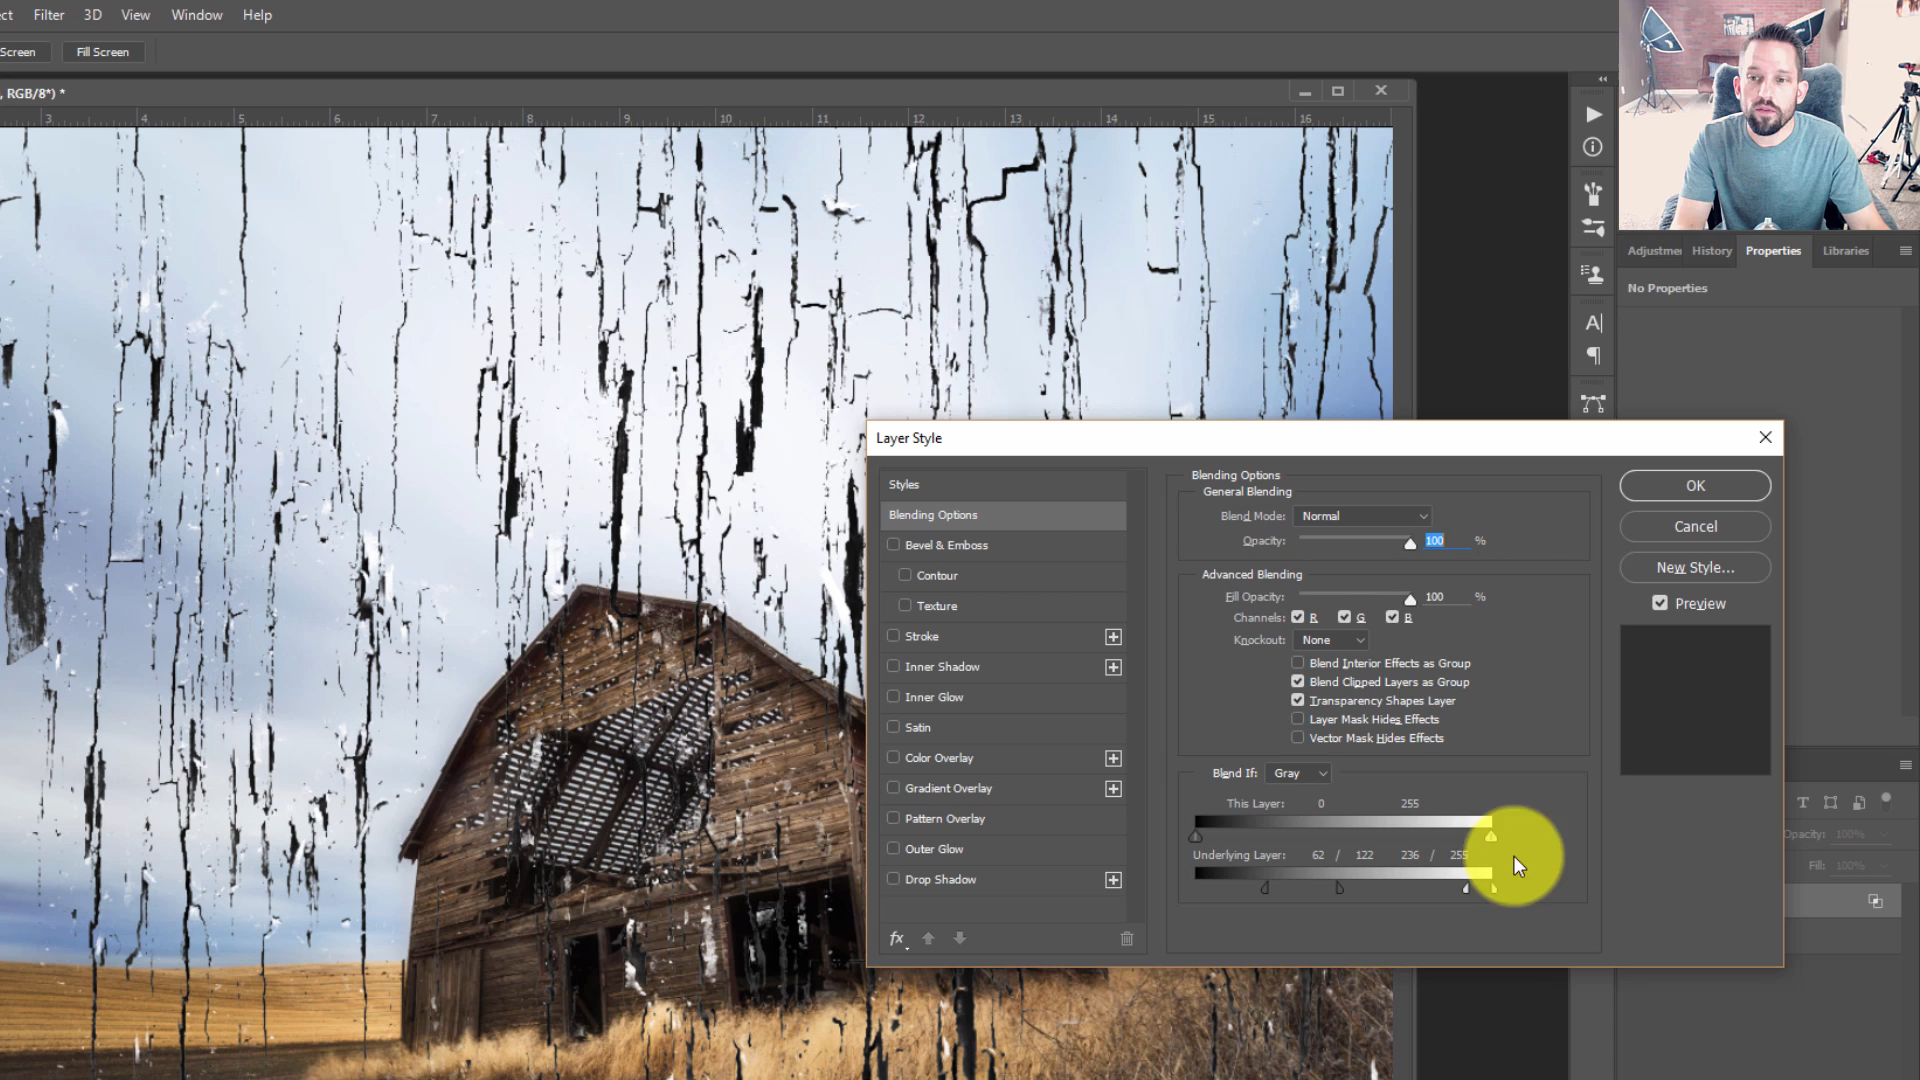 ct Filter 3D View Window Help
Screen Fill Screen
, RGB/8*) *
3 4 5 6 7 8 9 10 11 12 13 14 15 16
Adjustmer History Properties Libraries
No Properties
Layer Style
Styles
Blending Options
Bevel & Emboss
Contour
Texture
Stroke
Inner Shadow
Inner Glow
Satin
Color Overlay
Gradient Overlay
Pattern Overlay
Outer Glow
Drop Shadow
fx
Blending Options
General Blending
Blend Mode: Normal
Opacity: 100 %
Advanced Blending
Fill Opacity: 100 %
Channels: R G B
Knockout: None
Blend Interior Effects as Group
Blend Clipped Layers as Group
Transparency Shapes Layer
Layer Mask Hides Effects
Vector Mask Hides Effects
Blend If: Gray
This Layer: 0 255
Underlying Layer: 62 / 122 236 / 255
OK
Cancel
New Style...
Preview
Opacity: 100%
Fill: 100%